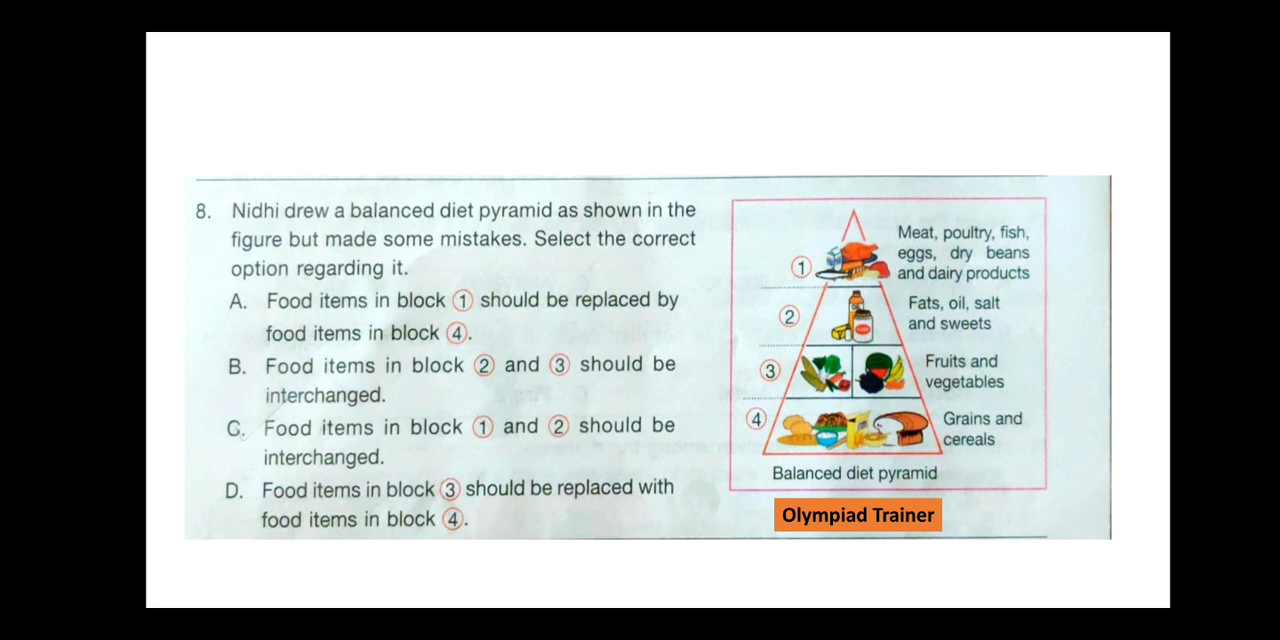 8. Nidhi drew a balanced diet pyramid as shown in the
figure but made some mistakes. Select the correct
option regarding it.
A. Food items in block ① should be replaced by
food items in block ④.
B. Food items in block ② and ③ should be
interchanged.
C. Food items in block ① and ② should be
interchanged.
D. Food items in block ③ should be replaced with
food items in block ④.
①
Meat, poultry, fish,
eggs, dry beans
and dairy products
②
Fats, oil, salt
and sweets
③
Fruits and
vegetables
④
Grains and
cereals
Balanced diet pyramid
Olympiad Trainer